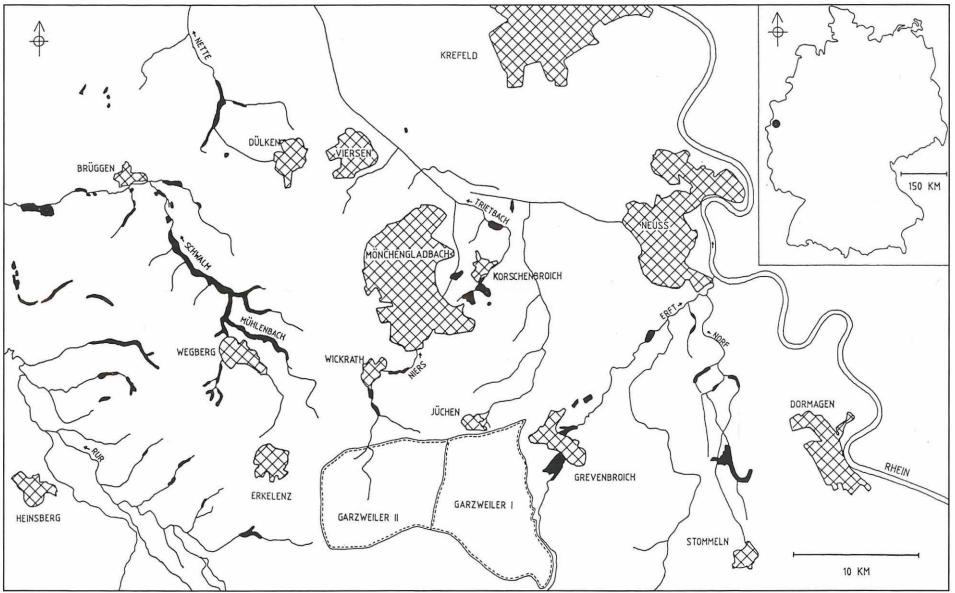 KREFELD
← NETTE
DÜLKEN
VIERSEN
150 KM
BRÜGGEN
← TRIETBACH
NEUSS
← SCHWALM
MÖNCHENGLADBACH
KORSCHENBROICH
ERFT →
← NORF
MÜHLENBACH
WEGBERG
WICKRATH
NIERS →
JÜCHEN
DORMAGEN
← RUR
RHEIN
HEINSBERG
ERKELENZ
GREVENBROICH
GARZWEILER II
GARZWEILER I
STOMMELN
10 KM